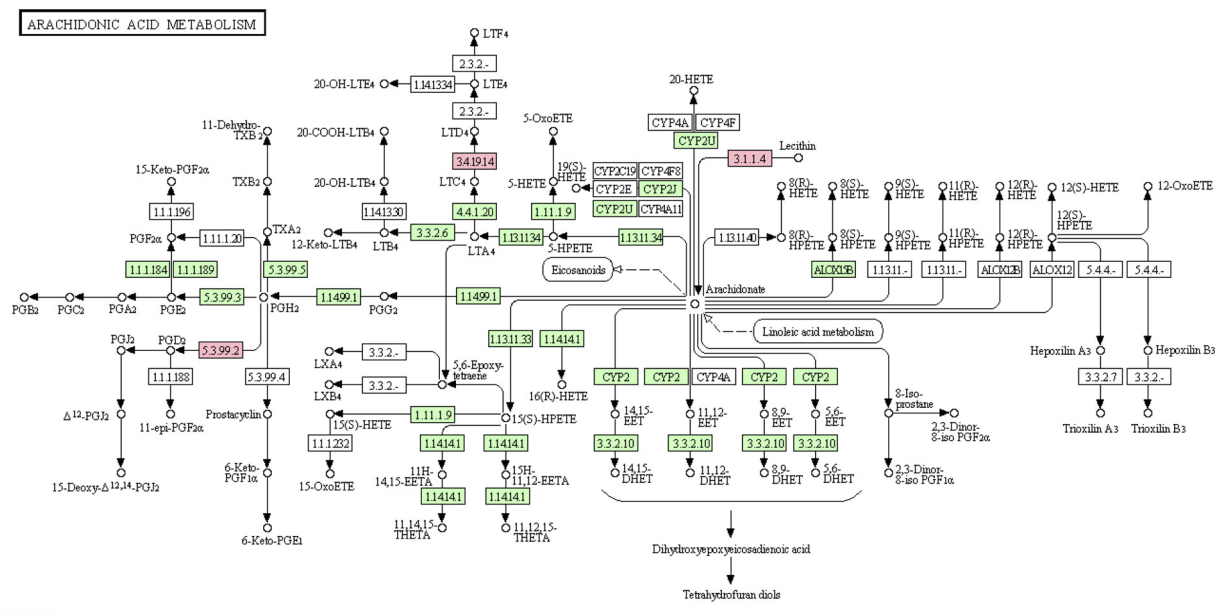 ARACHIDONIC ACID METABOLISM
LTF4
2.3.2.-
20-OH-LTE4
1.14.13.34
LTE4
20-HETE
2.3.2.-
11-Dehydro-
TXB2
20-COOH-LTB4
LTD4
5-OxoETE
CYP4A
CYP4F
CYP2U
Lecithin
3.1.1.4
3.4.19.14
15-Keto-PGF2α
19(S)-
HETE
CYP2C19
CYP4F8
TXB2
20-OH-LTB4
LTC4
5-HETE
CYP2E
CYP2J
8(R)-
HETE
8(S)-
HETE
9(S)-
HETE
11(R)-
HETE
12(R)-
HETE
12(S)-HETE
12-OxoETE
1.1.1.196
1.14.13.30
4.4.1.20
1.11.1.9
CYP2U
CYP4A11
PGF2α
1.1.1.20
TXA2
12-Keto-LTB4
LTB4
3.3.2.6
LTA4
1.13.11.34
5-HPETE
1.13.11.34
1.13.11.40
8(R)-
HPETE
8(S)-
HPETE
9(S)-
HPETE
11(R)-
HPETE
12(R)-
HPETE
12(S)-
HPETE
1.1.1.184
1.1.1.189
5.3.99.5
Eicosanoids
ALOX15B
1.13.11.-
1.13.11.-
ALOX12B
ALOX12
5.4.4.-
5.4.4.-
PGB2
PGC2
PGA2
PGE2
5.3.99.3
PGH2
1.14.99.1
PGG2
1.14.99.1
Arachidonate
Linoleic acid metabolism
1.13.11.33
1.14.14.1
PGJ2
PGD2
5.3.99.2
LXA4
3.3.2.-
5,6-Epoxy-
tetraene
Hepoxilin A3
Hepoxilin B3
1.1.1.188
5.3.99.4
LXB4
3.3.2.-
16(R)-HETE
CYP2
CYP2
CYP4A
CYP2
CYP2
8-Iso-
prostane
3.3.2.7
3.3.2.-
Δ12-PGJ2
11-epi-PGF2α
Prostacyclin
15(S)-HETE
1.11.1.9
15(S)-HPETE
14,15-
EET
11,12-
EET
8,9-
EET
5,6-
EET
2,3-Dinor-
8-iso PGF2α
Trioxilin A3
Trioxilin B3
1.1.1.232
1.14.14.1
1.14.14.1
3.3.2.10
3.3.2.10
3.3.2.10
3.3.2.10
15-Deoxy-Δ12,14-PGJ2
6-Keto-
PGF1α
15-OxoETE
11H-
14,15-EETA
15H-
11,12-EETA
14,15-
DHET
11,12-
DHET
8,9-
DHET
5,6-
DHET
2,3-Dinor-
8-iso PGF1α
1.14.14.1
1.14.14.1
6-Keto-PGE1
11,14,15-
THETA
11,12,15-
THETA
Dihydroxyepoxyeicosadienoic acid
Tetrahydrofuran diols